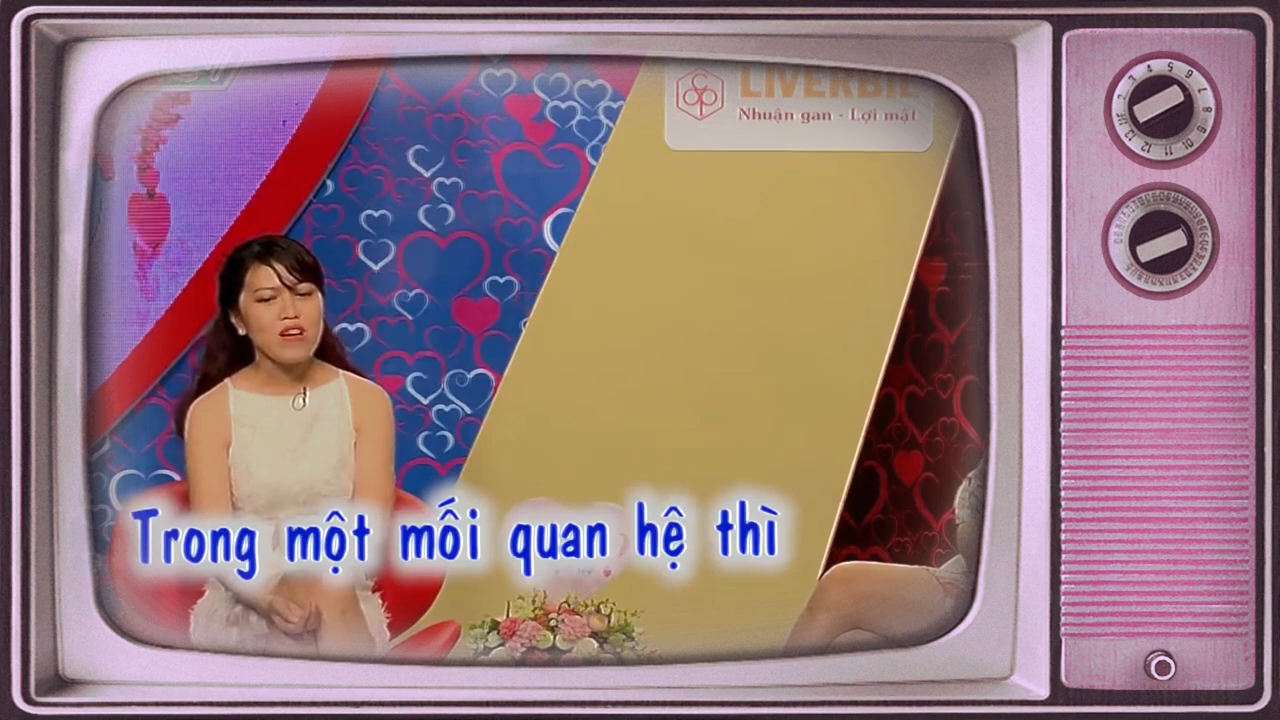 LIVERBIL
Nhuận gan - Lợi mật
Trong một mối quan hệ thì